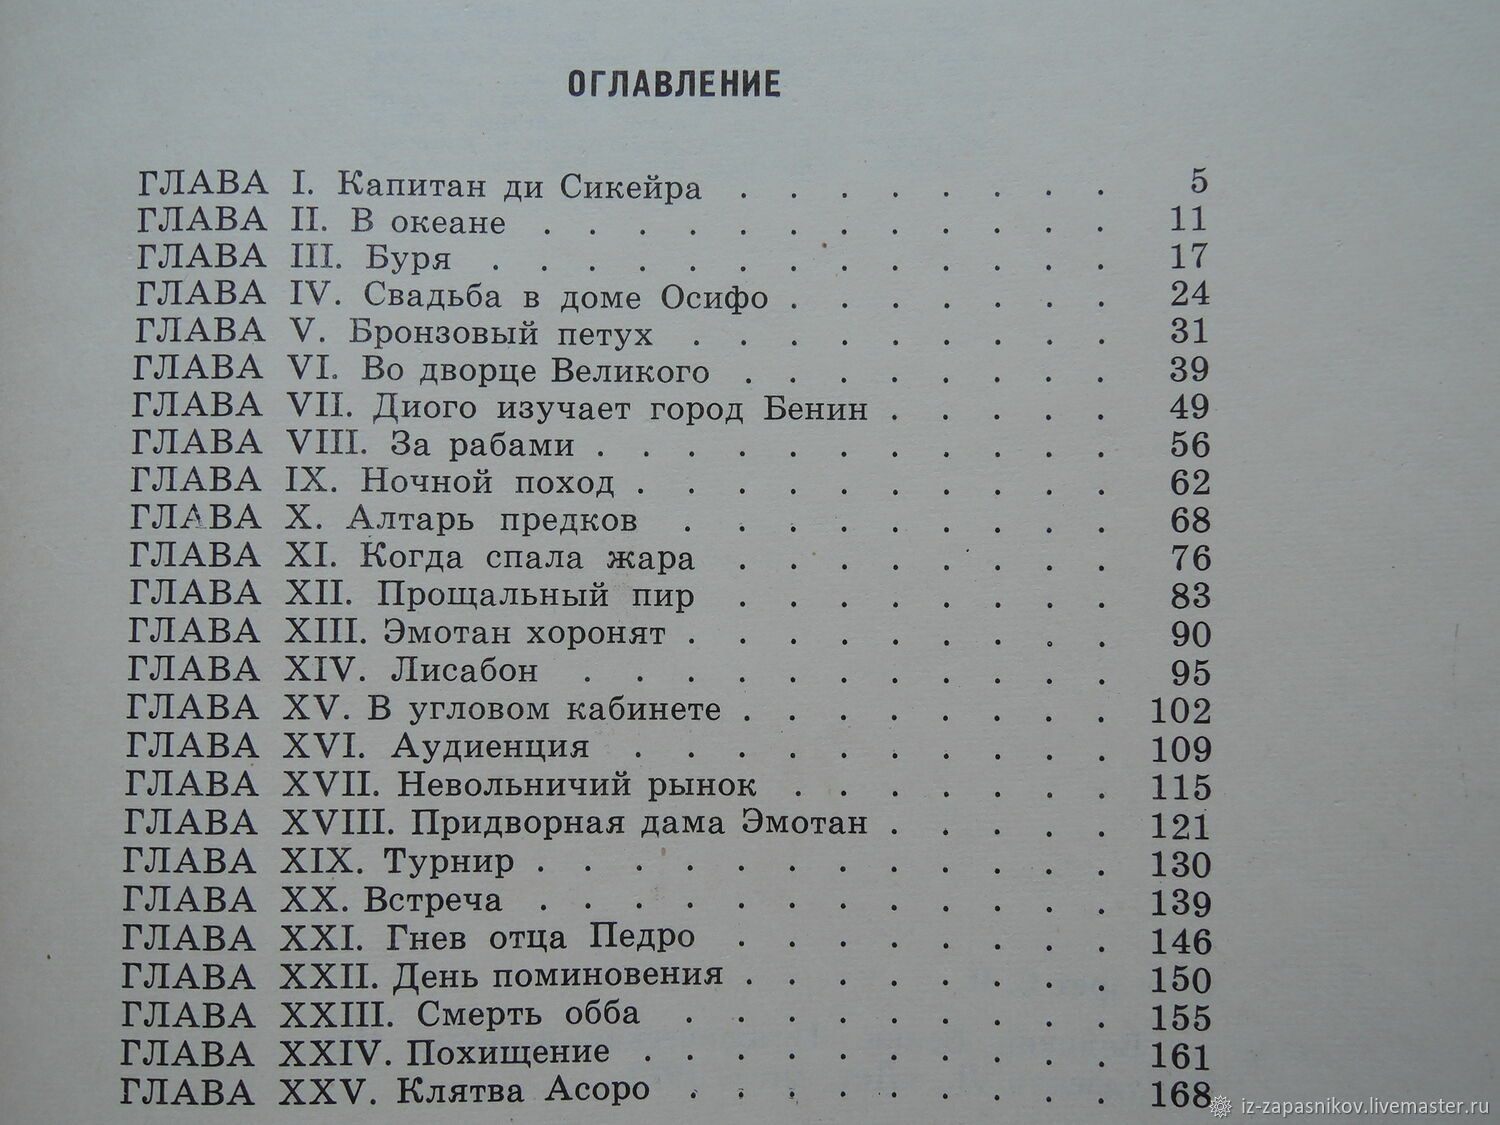 ОГЛАВЛЕНИЕ
ГЛАВА I. Капитан ди Сикейра . . . . . . . . 5
ГЛАВА II. В океане . . . . . . . . . . . . 11
ГЛАВА III. Буря . . . . . . . . . . . . . 17
ГЛАВА IV. Свадьба в доме Осифо . . . . . . . 24
ГЛАВА V. Бронзовый петух . . . . . . . . . 31
ГЛАВА VI. Во дворце Великого . . . . . . . . 39
ГЛАВА VII. Диого изучает город Бенин . . . . . 49
ГЛАВА VIII. За рабами . . . . . . . . . . . 56
ГЛАВА IX. Ночной поход . . . . . . . . . . 62
ГЛАВА X. Алтарь предков . . . . . . . . . 68
ГЛАВА XI. Когда спала жара . . . . . . . . 76
ГЛАВА XII. Прощальный пир . . . . . . . . 83
ГЛАВА XIII. Эмотан хоронят . . . . . . . . . 90
ГЛАВА XIV. Лисабон . . . . . . . . . . . 95
ГЛАВА XV. В угловом кабинете . . . . . . . . 102
ГЛАВА XVI. Аудиенция . . . . . . . . . . 109
ГЛАВА XVII. Невольничий рынок . . . . . . . 115
ГЛАВА XVIII. Придворная дама Эмотан . . . . . 121
ГЛАВА XIX. Турнир . . . . . . . . . . . . 130
ГЛАВА XX. Встреча . . . . . . . . . . . . 139
ГЛАВА XXI. Гнев отца Педро . . . . . . . . 146
ГЛАВА XXII. День поминовения . . . . . . . . 150
ГЛАВА XXIII. Смерть обба . . . . . . . . . 155
ГЛАВА XXIV. Похищение . . . . . . . . . . 161
ГЛАВА XXV. Клятва Асоро . . . . . . . . . 168
iz-zapasnikov.livemaster.ru